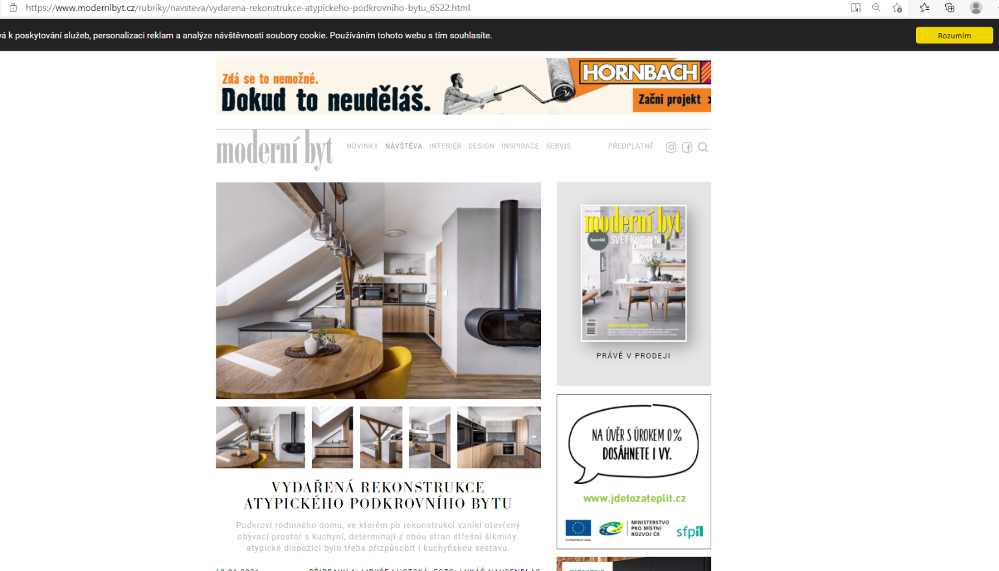 https://www.modernibyt.cz/rubriky/navsteva/vydarena-rekonstrukce-atypickeho-podkrovniho-bytu_6522.html
vá k poskytování služeb, personalizaci reklam a analýze návštěvnosti soubory cookie. Používáním tohoto webu s tím souhlasíte.
Rozumím
Zdá se to nemožné.
Dokud to neuděláš.
HORNBACH
Začni projekt
moderní byt
NOVINKY NÁVŠTĚVA INTERIÉR DESIGN INSPIRACE SERVIS PŘEDPLATNÉ
moderní byt
Speciál
SVĚT KUCHYNÍ
PRÁVĚ V PRODEJI
NA ÚVĚR S ÚROKEM 0%
DOSÁHNETE I VY.
www.jdetozateplit.cz
EVROPSKÁ UNIE
MINISTERSTVO
PRO MÍSTNÍ
ROZVOJ ČR
sfpi
VYDAŘENÁ REKONSTRUKCE
ATYPICKÉHO PODKROVNÍHO BYTU
Podkroví rodinného domu, ve kterém po rekonstrukci vznikl otevřený
obývací prostor s kuchyní, determinují z obou stran střešní šikminy.
atypické dispozici bylo třeba přizpůsobit i kuchyňskou sestavu.